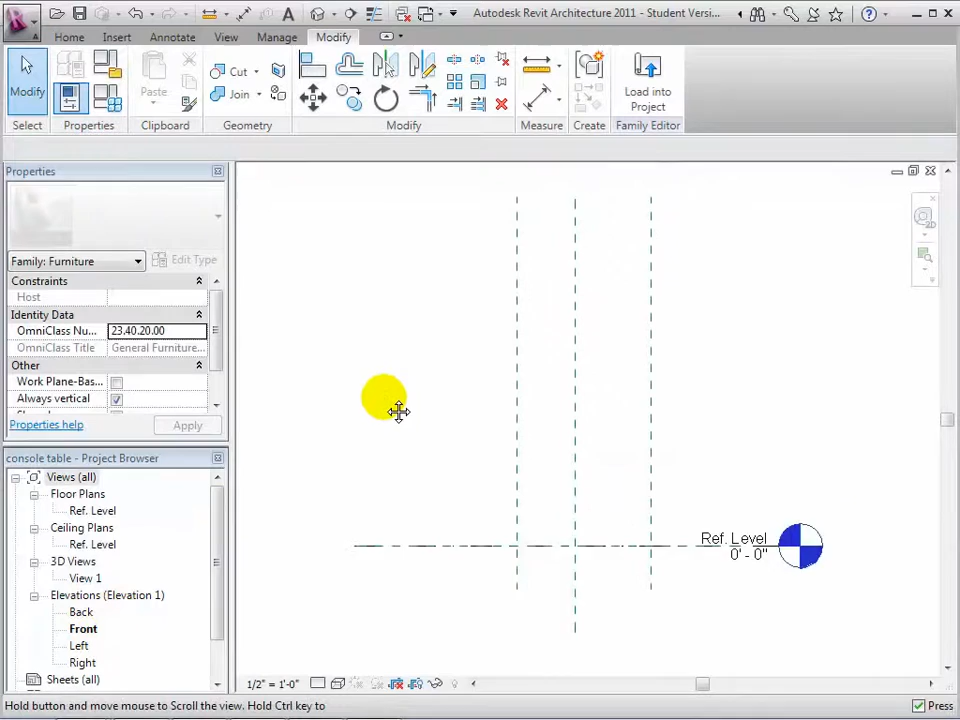 Autodesk Revit Architecture 2011 - Student Versi...
Home Insert Annotate View Manage Modify
Modify
Paste
Cut
Join
Load into
Project
Select Properties Clipboard Geometry Modify Measure Create Family Editor
Properties
Family: Furniture
Edit Type
Constraints
Host
Identity Data
OmniClass Nu... 23.40.20.00
OmniClass Title General Furniture...
Other
Work Plane-Bas...
Always vertical
Properties help
Apply
console table - Project Browser
Views (all)
Floor Plans
Ref. Level
Ceiling Plans
Ref. Level
3D Views
View 1
Elevations (Elevation 1)
Back
Front
Left
Right
Sheets (all)
2D
Ref. Level
0' - 0"
1/2" = 1'-0"
Hold button and move mouse to Scroll the view. Hold Ctrl key to
Press